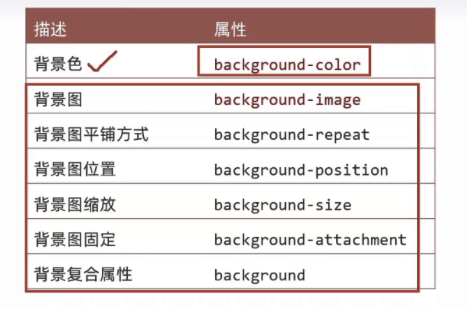 描述 属性
背景色 background-color
背景图 background-image
背景图平铺方式 background-repeat
背景图位置 background-position
背景图缩放 background-size
背景图固定 background-attachment
背景复合属性 background